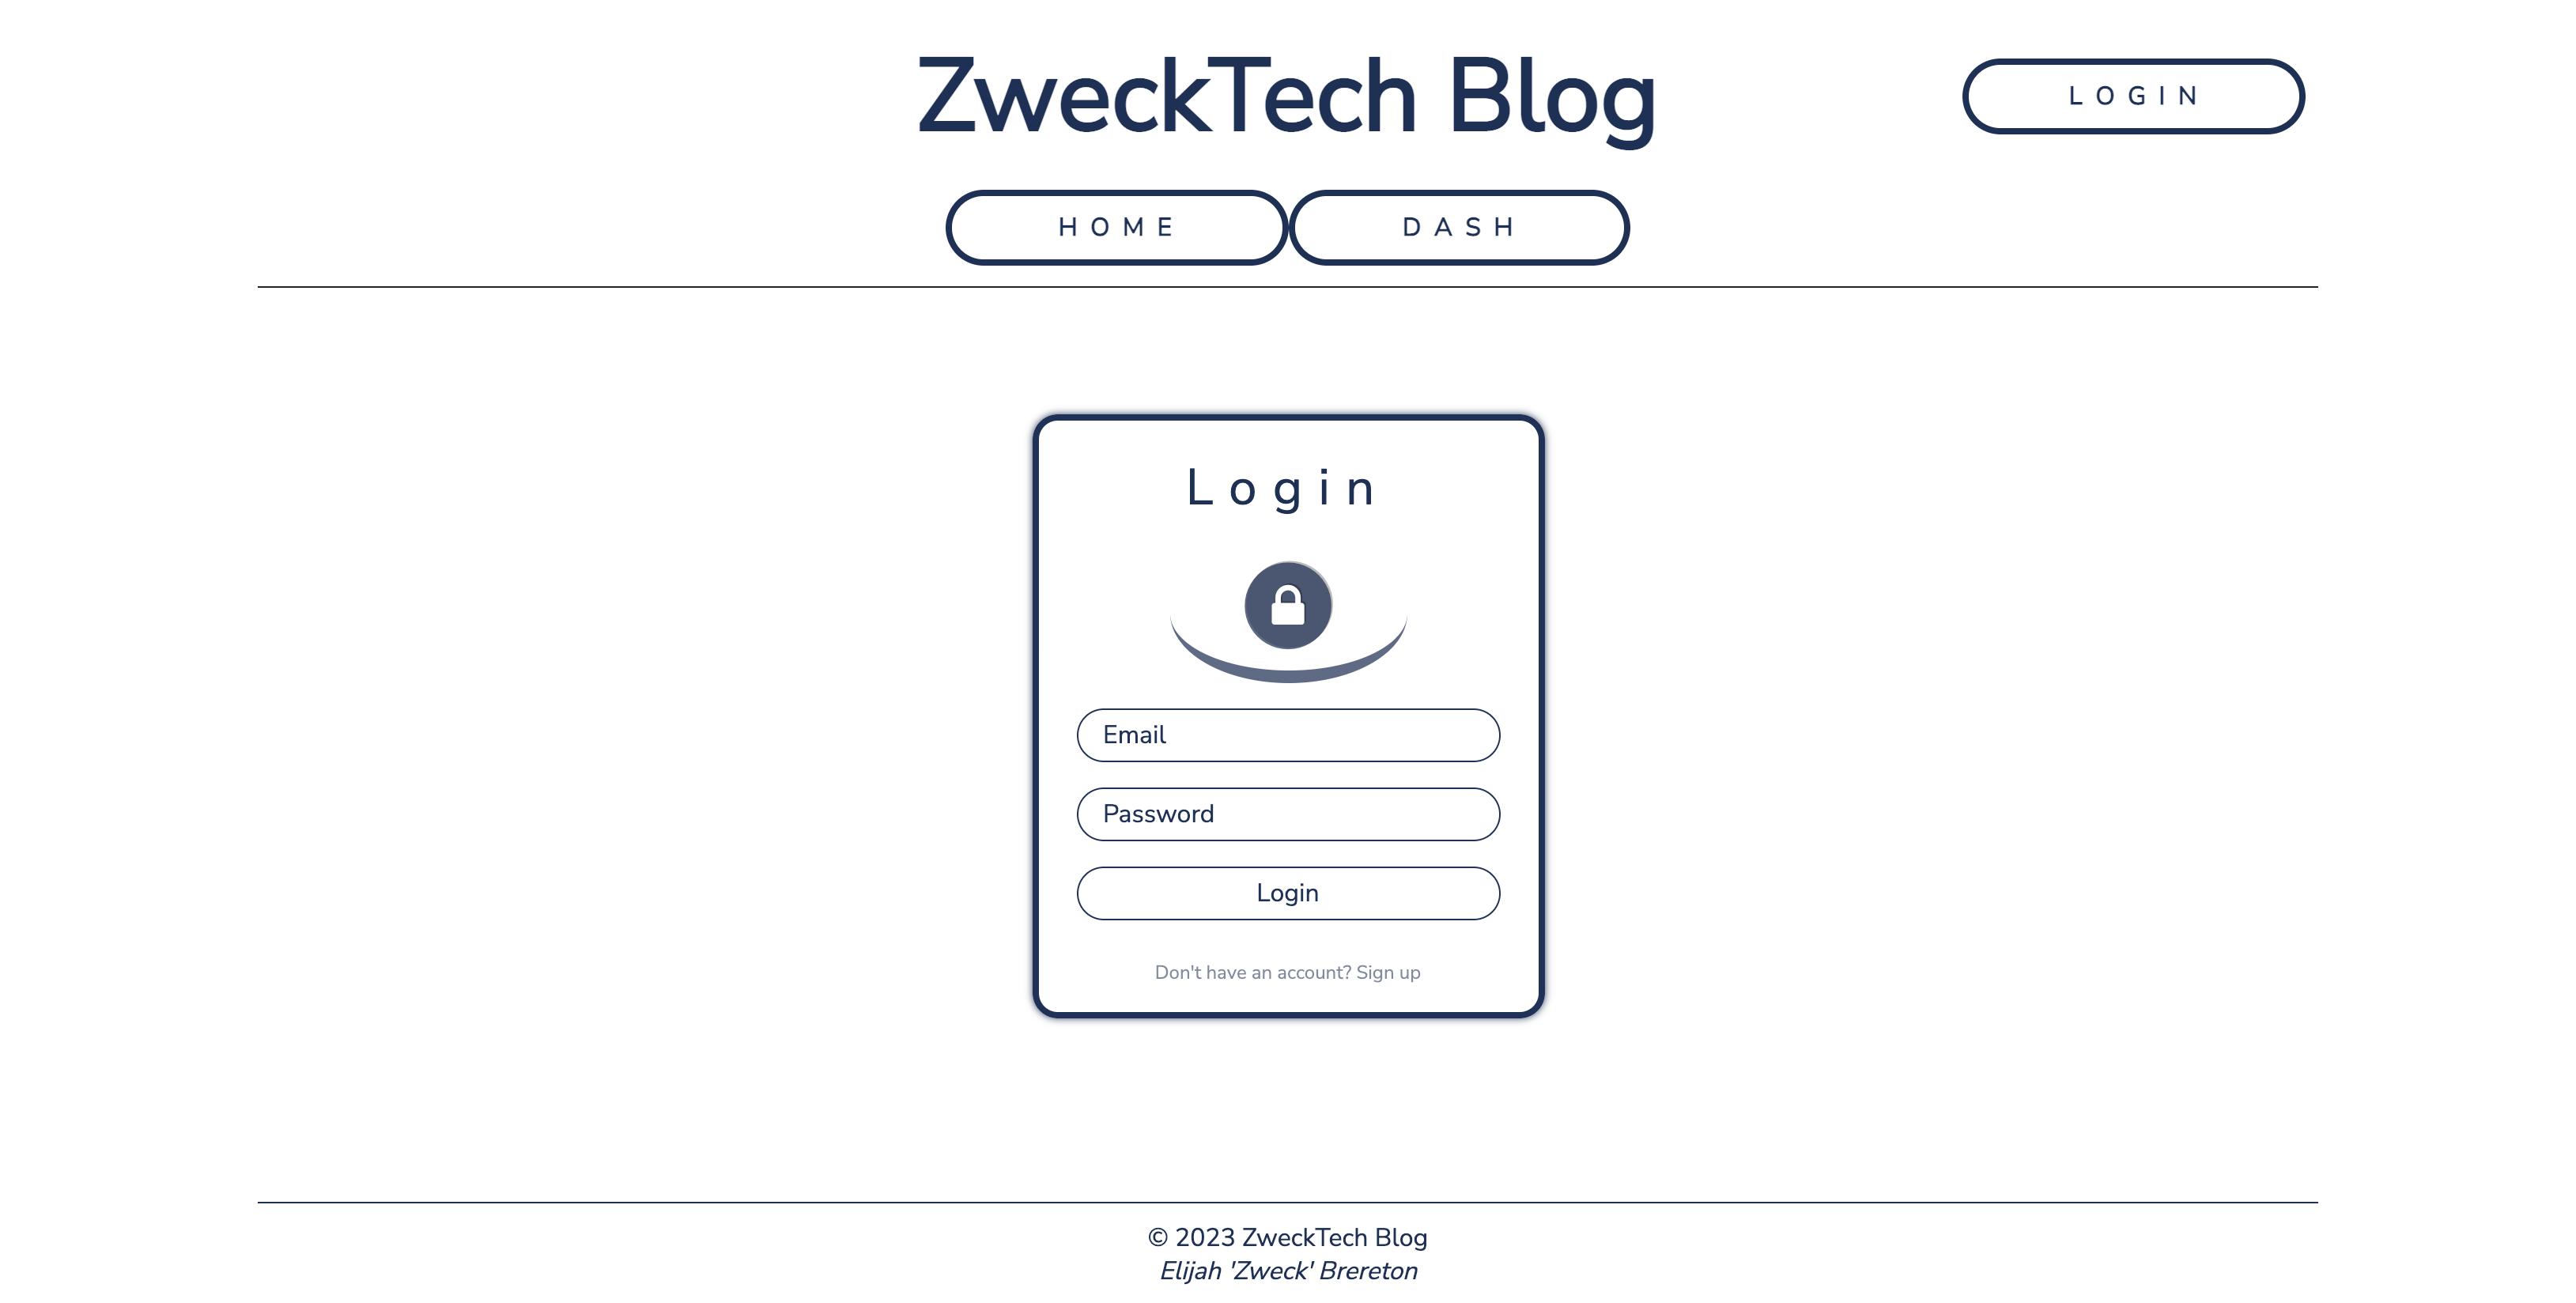 ZweckTech Blog
LOGIN
HOME
DASH
Login
Email
Password
Login
Don't have an account? Sign up
© 2023 ZweckTech Blog
Elijah 'Zweck' Brereton